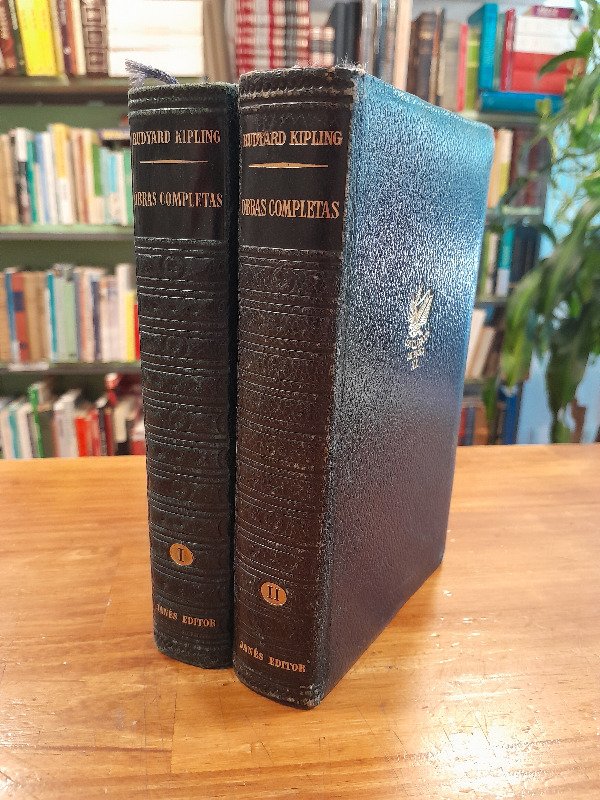 RUDYARD KIPLING
OBRAS COMPLETAS
I
JANÉS EDITOR
RUDYARD KIPLING
OBRAS COMPLETAS
II
JANÉS EDITOR